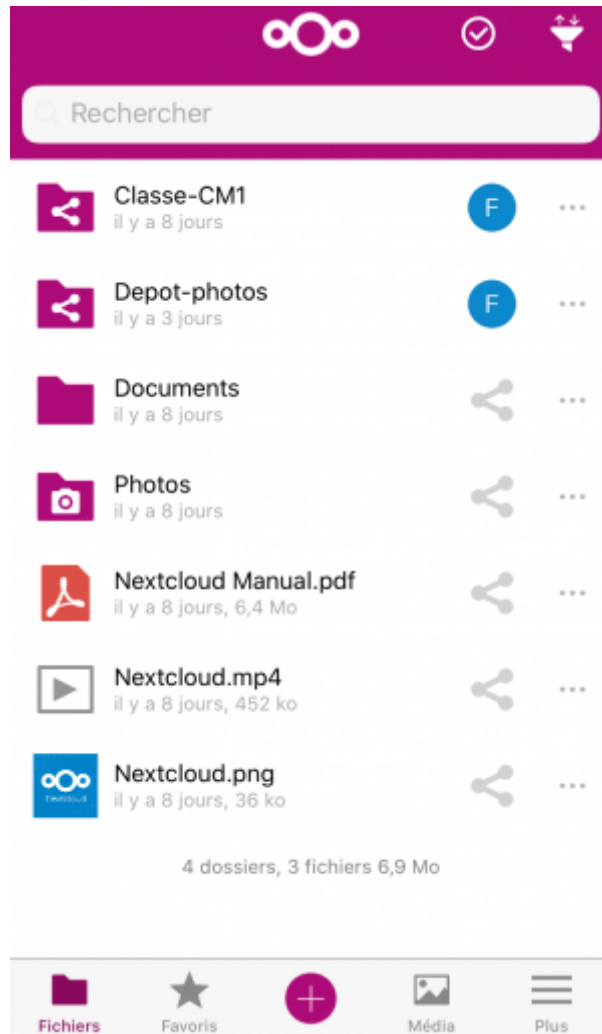 Rechercher
Classe-CM1
il y a 8 jours
F
Depot-photos
il y a 3 jours
F
Documents
il y a 8 jours
Photos
il y a 8 jours
Nextcloud Manual.pdf
il y a 8 jours, 6,4 Mo
Nextcloud.mp4
il y a 8 jours, 452 ko
Nextcloud.png
il y a 8 jours, 36 ko
4 dossiers, 3 fichiers 6,9 Mo
Fichiers Favoris Média Plus